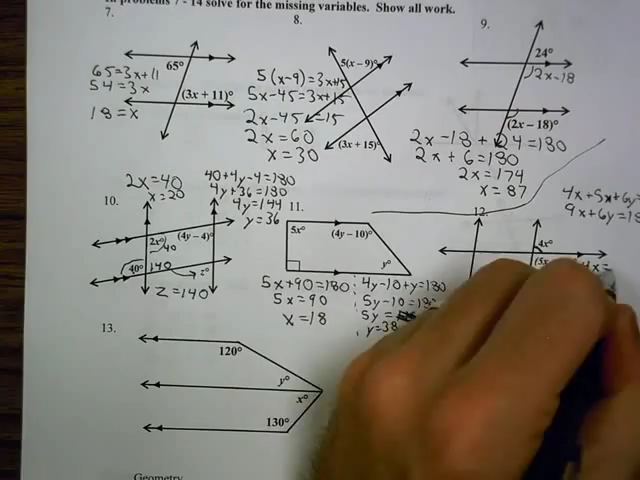 problems 7 - 14 solve for the missing variables. Show all work.
7.
8.
9.
65°
65=3x+11
54=3x
(3x + 11)°
18=x
5(x - 9)°
5(x-9)=3x+15
5x-45=3x+15
2x-45=15
2x=60
x=30
(3x + 15)°
24°
2x-18
(2x - 18)°
2x-18+24=180
2x+6=180
2x=174
x=87
10.
2x=40
x=20
40+4y-4=180
4y+36=180
4y=144
y=36
2x°
40
(4y - 4)°
40°
140
z°
z=140
11.
5x°
(4y - 10)°
y°
5x+90=180
5x=90
x=18
4y-10+y=180
5y-10=180
5y=
y=38
12.
4x+5x+6y=
9x+6y=18
4x°
(5x
4x=
13.
120°
y°
x°
130°
Geometry